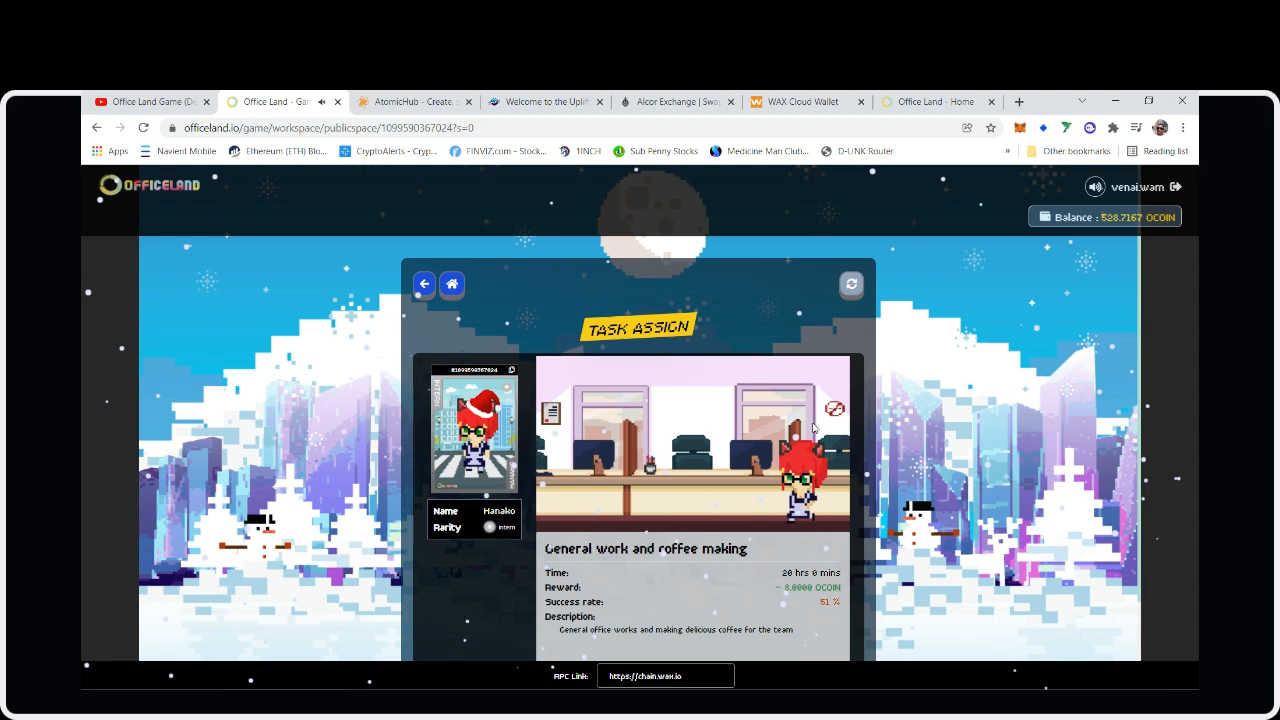 Office Land Game (De
Office Land - Gar
AtomicHub - Create, s
Welcome to the Uplif
Alcor Exchange | Swap
WAX Cloud Wallet
Office Land - Home
officeland.io/game/workspace/publicspace/1099590367024?s=0
Apps
Navient Mobile
Ethereum (ETH) Blo...
CryptoAlerts - Cryp...
FINVIZ.com - Stock...
1INCH
Sub Penny Stocks
Medicine Man Club...
D-LINK Router
»
Other bookmarks
Reading list
OFFICELAND
venai.wam
Balance : 528.7167 OCOIN
TASK ASSIGN
#1099590367024
INTERN
HANAKO
Name Hanako
Rarity intern
General work and coffee making
Time: 20 hrs 0 mins
Reward: ~ 8.0000 OCOIN
Success rate: 51 %
Description:
General office works and making delicious coffee for the team
RPC Link: https://chain.wax.io